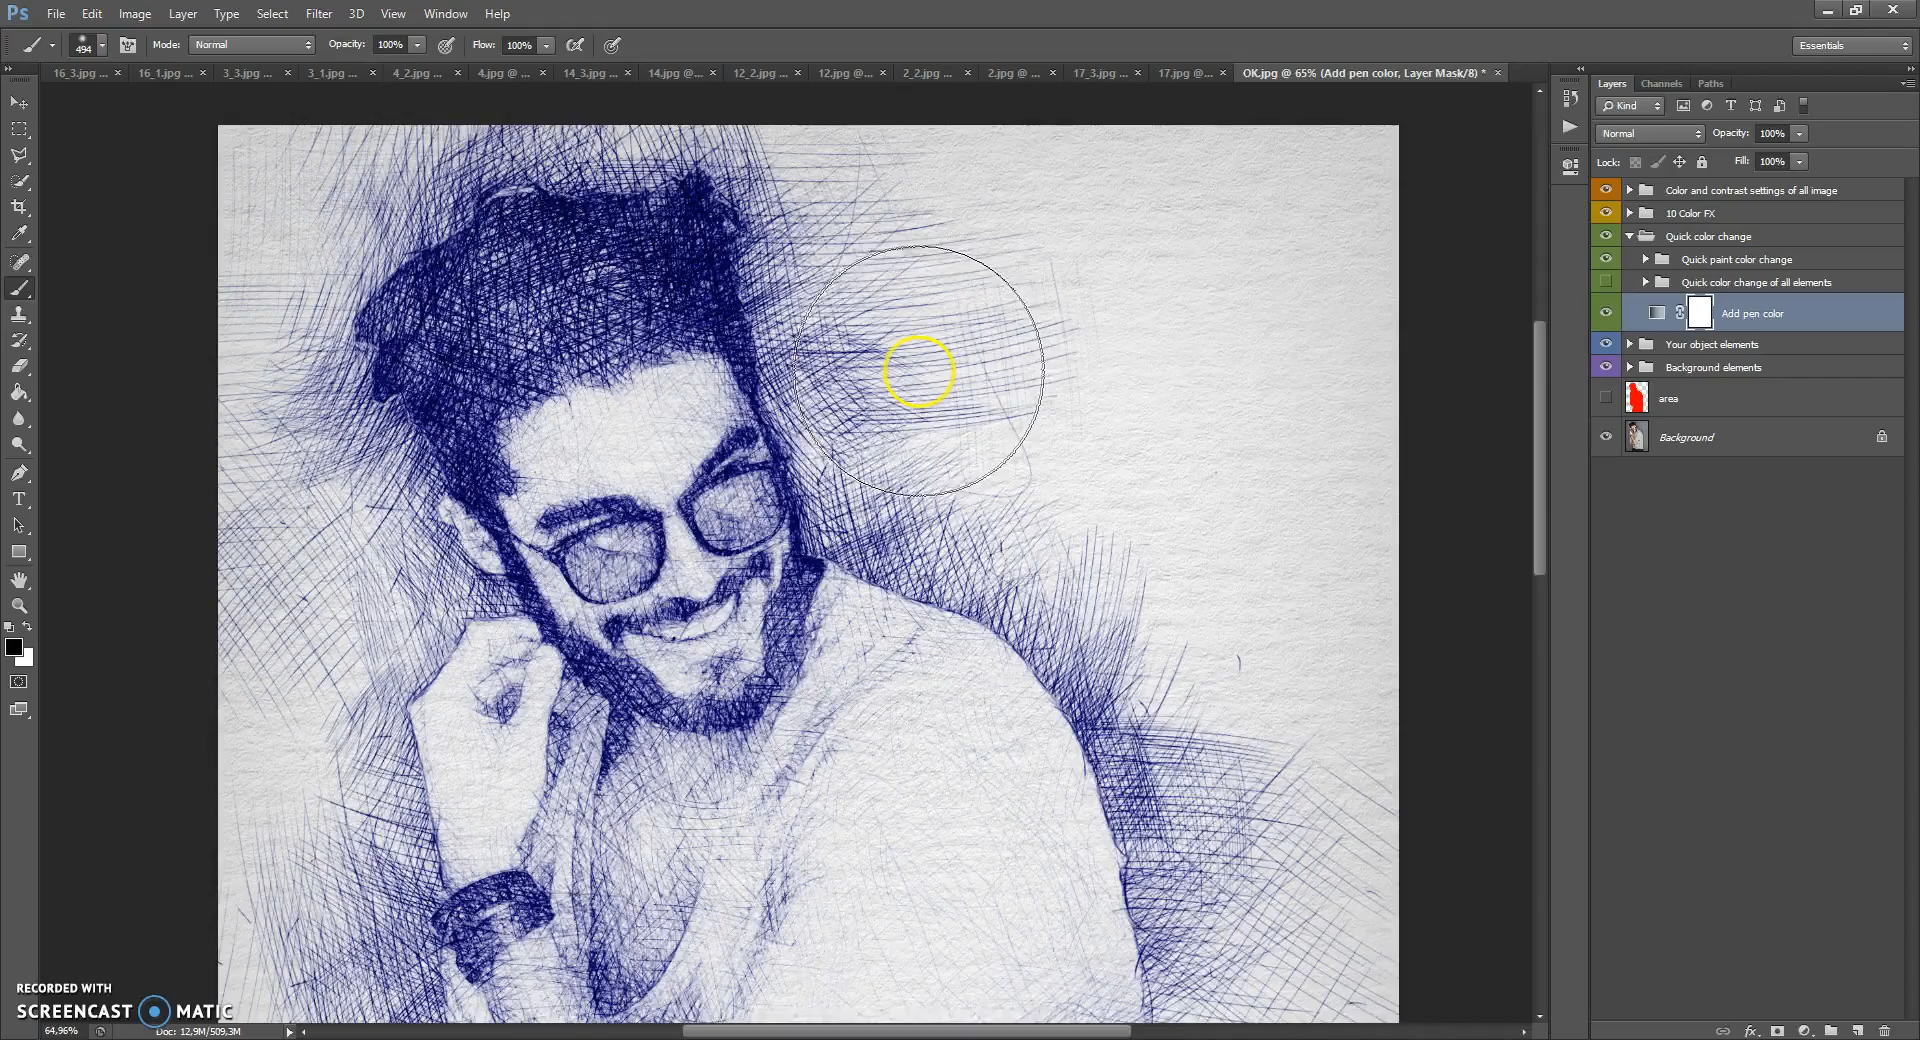 Ps File Edit Image Layer Type Select Filter 3D View Window Help
494 Mode: Normal Opacity: 100% Flow: 100% Essentials
16_3.jpg ... × 16_1.jpg ... × 3_3.jpg ... × 3_1.jpg ... × 4_2.jpg ... × 4.jpg @ ... × 14_3.jpg ... × 14.jpg @... × 12_2.jpg ... × 12.jpg @... × 2_2.jpg ... × 2.jpg @ ... × 17_3.jpg ... × 17.jpg @... × OK.jpg @ 65% (Add pen color, Layer Mask/8) * ×
Layers Channels Paths
Kind
Normal Opacity: 100%
Lock: Fill: 100%
Color and contrast settings of all image
10 Color FX
Quick color change
Quick paint color change
Quick color change of all elements
Add pen color
Your object elements
Background elements
area
Background
RECORDED WITH
SCREENCAST MATIC
64,96% Doc: 12,9M/509,3M